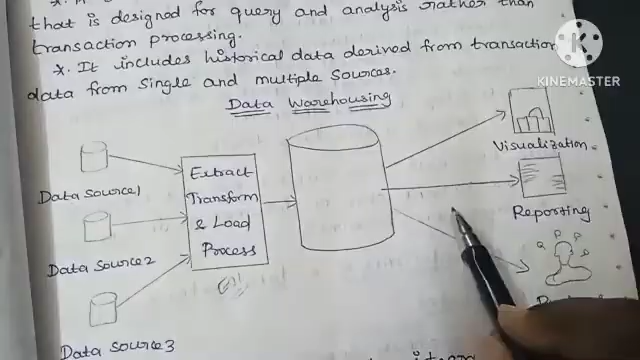 that is designed for query and analysis rather than
transaction processing.
*. It includes historical data derived from transaction
data from single and multiple sources.
Data Warehousing
KINEMASTER
Data Source1
Data Source2
Data Source3
Extract
Transform
& Load
Process
Visualization
Reporting